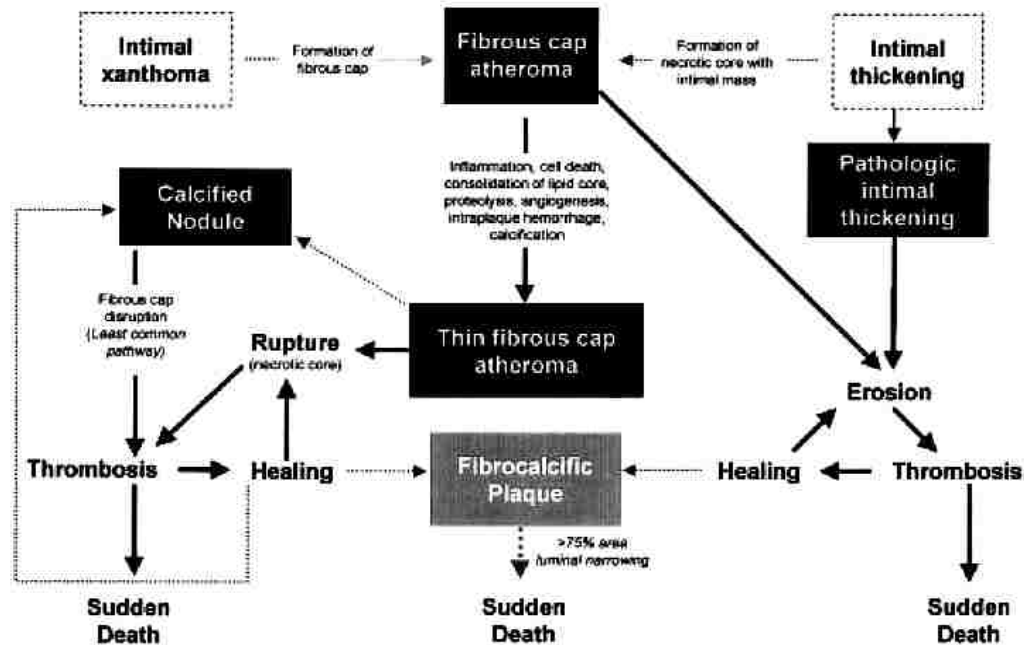 Intimal
xanthoma
Formation of
fibrous cap
Fibrous cap
atheroma
Formation of
necrotic core with
intimal mass
Intimal
thickening
Inflammation, cell death,
consolidation of lipid core,
proteolysis, angiogenesis,
intraplaque hemorrhage,
calcification
Pathologic
intimal
thickening
Calcified
Nodule
Fibrous cap
disruption
(Least common
pathway)
Rupture
(necrotic core)
Thin fibrous cap
atheroma
Erosion
Thrombosis
Healing
Fibrocalcific
Plaque
Healing
Thrombosis
>75% area
luminal narrowing
Sudden
Death
Sudden
Death
Sudden
Death